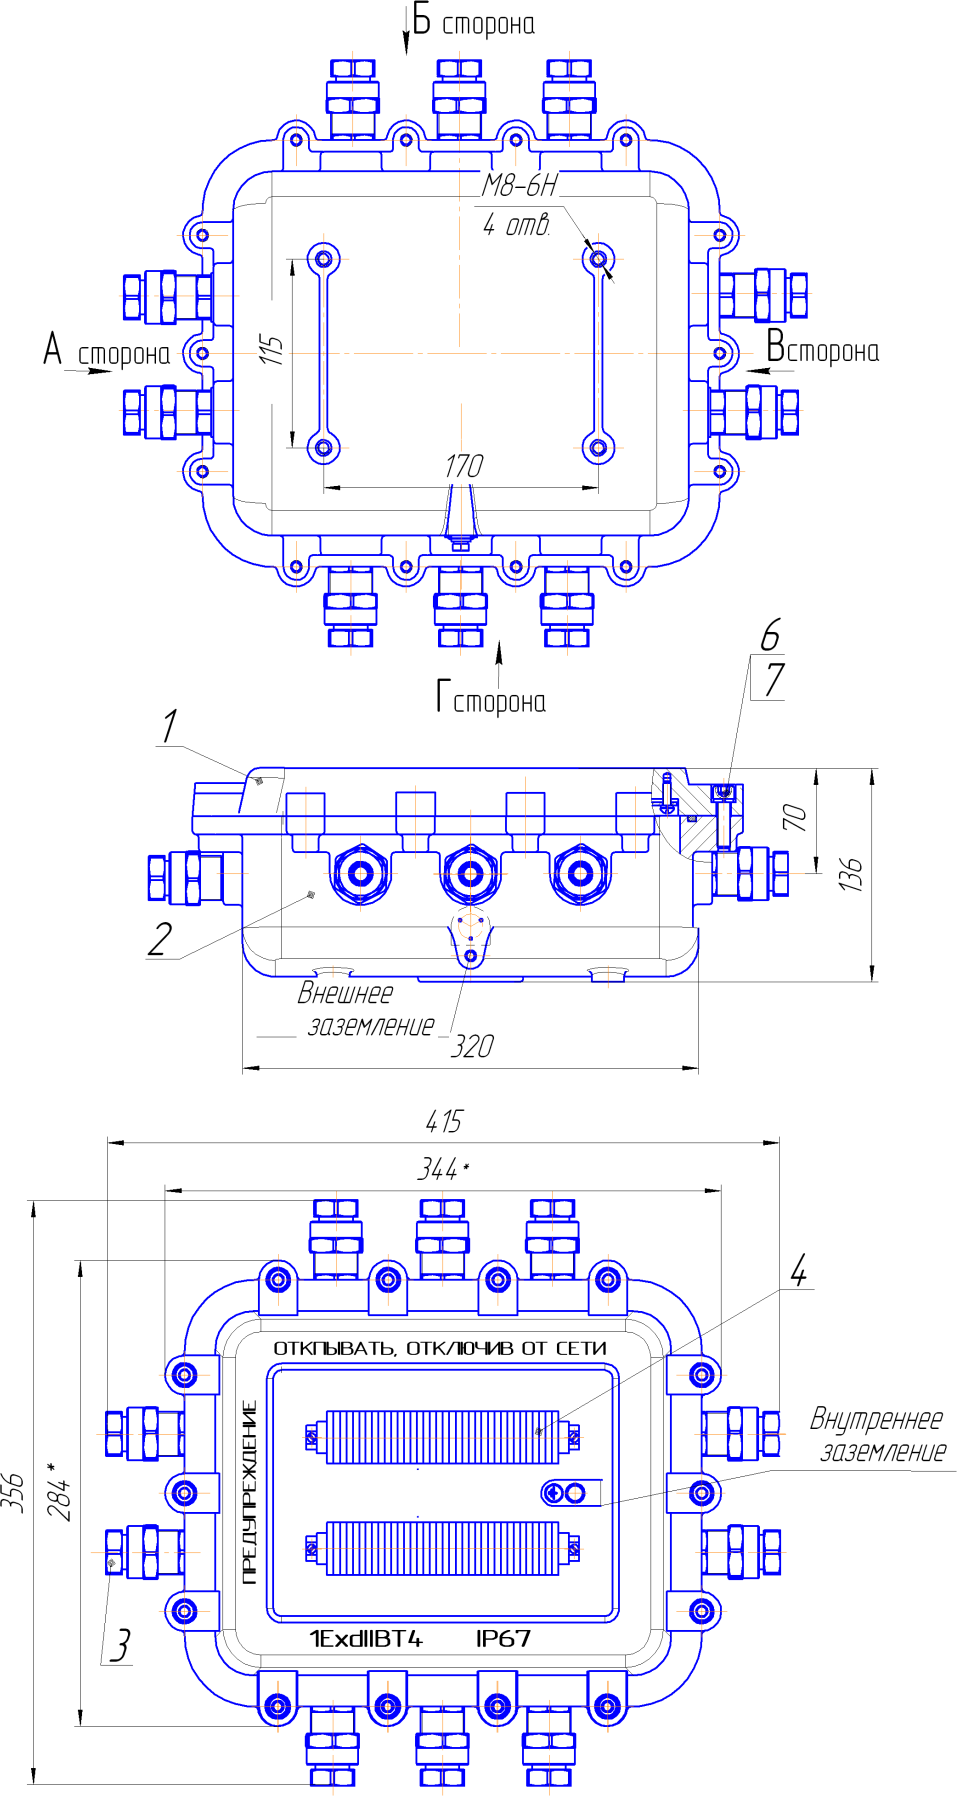 Б сторона
М8-6Н
4 отв.
А сторона
115
В сторона
170
Г сторона
6
7
1
70
136
2
Внешнее
заземление
320
415
344*
4
ОТКПЫВАТЬ, ОТКЛЮЧИВ ОТ СЕТИ
ПРЕДУПРЕЖДЕНИЕ
Внутреннее
заземление
356
284*
3
1ExdIIBT4 IP67